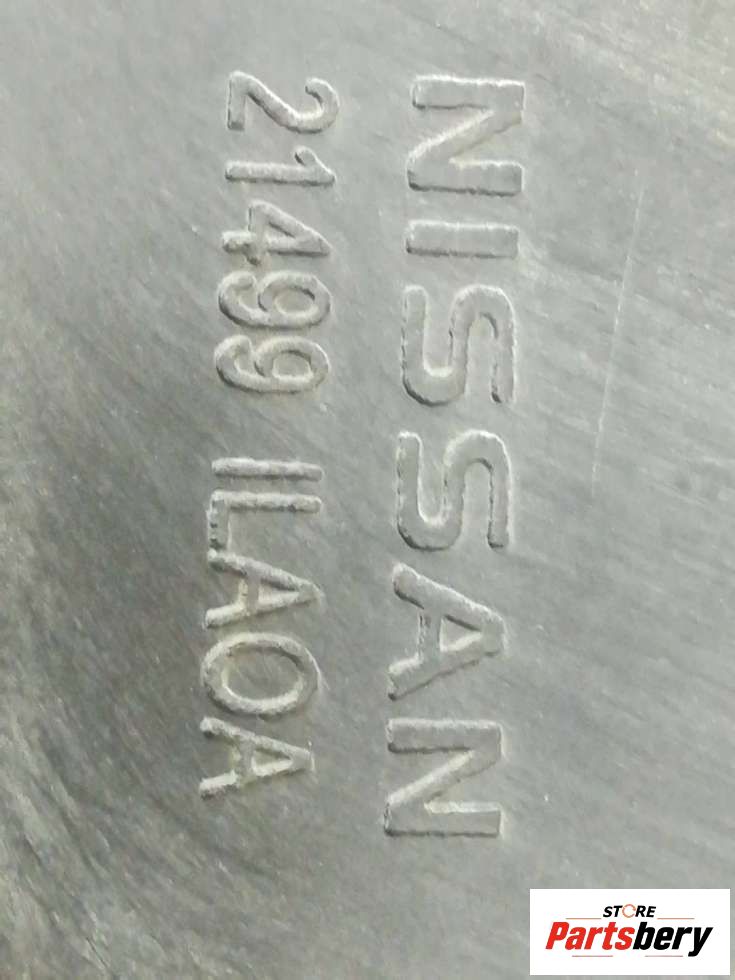 NISSAN
21499 1LA0A
STORE
Partsbery